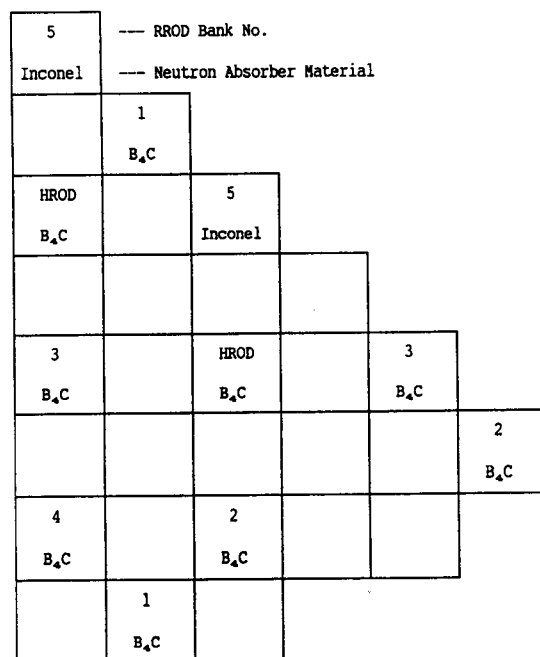 5 --- RROD Bank No.
Inconel --- Neutron Absorber Material
1
B₄C
HROD 5
B₄C Inconel
3 HROD 3
B₄C B₄C B₄C
2
B₄C
4 2
B₄C B₄C
1
B₄C